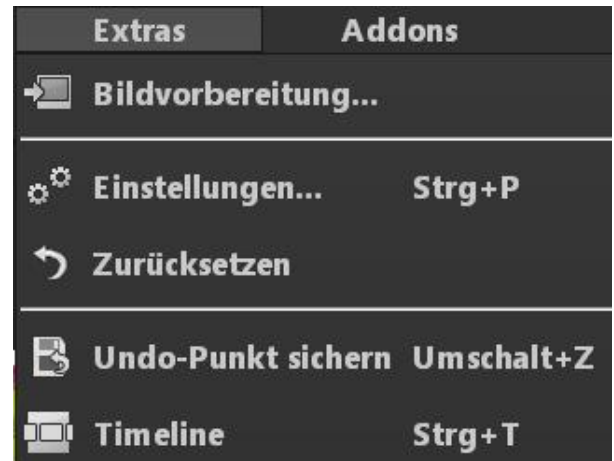 Extras Addons
Bildvorbereitung...
Einstellungen... Strg+P
Zurücksetzen
Undo-Punkt sichern Umschalt+Z
Timeline Strg+T